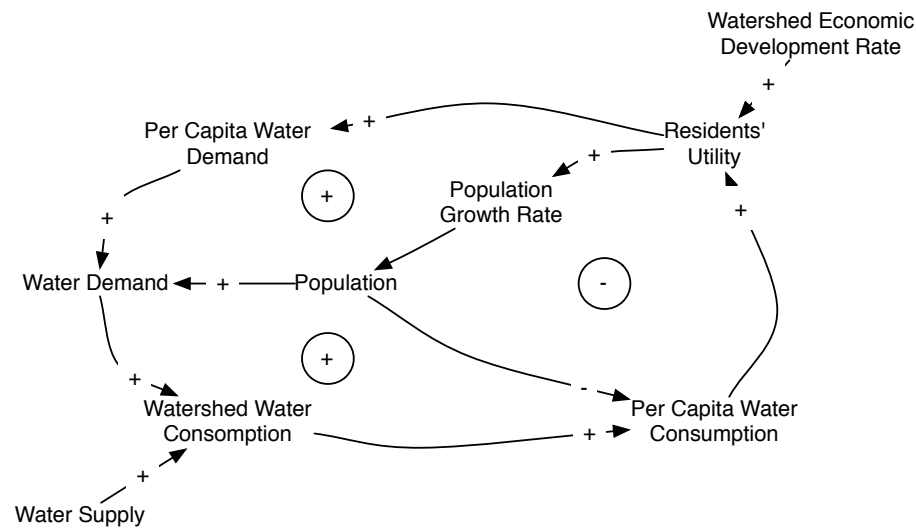 Watershed Economic
Development Rate
+
Per Capita Water
Demand
+
Residents'
Utility
+
Population
Growth Rate
+
+
+
Water Demand
+
Population
-
+
+
-
Watershed Water
Consomption
Per Capita Water
Consumption
+
+
Water Supply